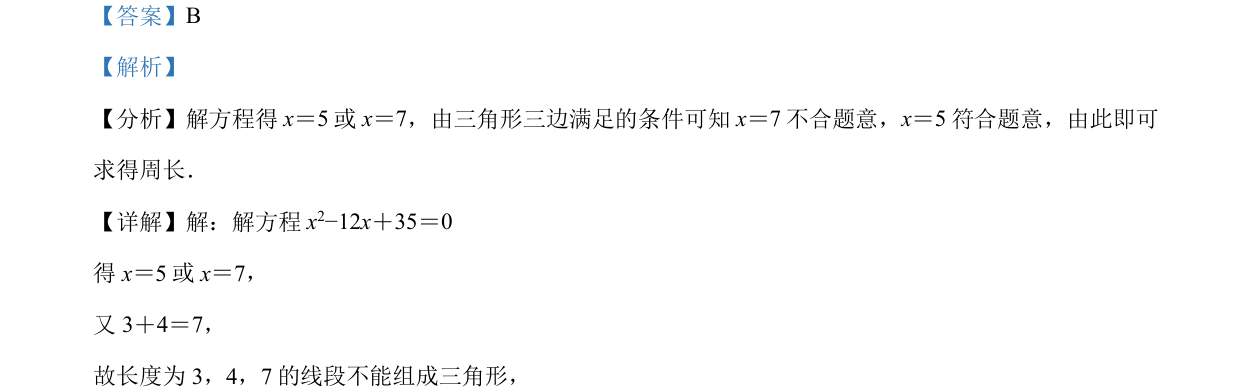 【答案】B
【解析】
【分析】解方程得 x＝5 或 x＝7，由三角形三边满足的条件可知 x＝7 不合题意，x＝5 符合题意，由此即可
求得周长．
【详解】解：解方程 x²−12x＋35＝0
得 x＝5 或 x＝7，
又 3＋4＝7，
故长度为 3，4，7 的线段不能组成三角形，